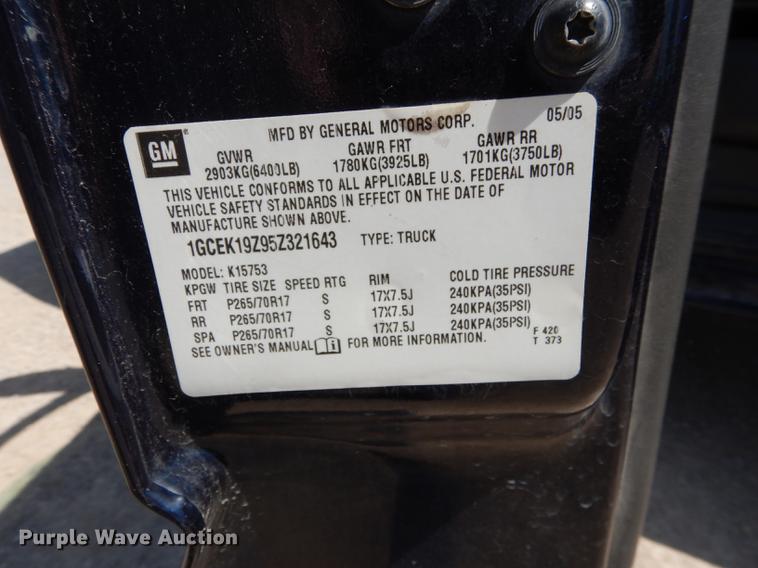 MFD BY GENERAL MOTORS CORP. 05/05
GM®
GVWR GAWR FRT GAWR RR
2903KG(6400LB) 1780KG(3925LB) 1701KG(3750LB)
THIS VEHICLE CONFORMS TO ALL APPLICABLE U.S. FEDERAL MOTOR
VEHICLE SAFETY STANDARDS IN EFFECT ON THE DATE OF
MANUFACTURE SHOWN ABOVE.
1GCEK19Z95Z321643 TYPE: TRUCK
MODEL: K15753
KPGW TIRE SIZE SPEED RTG RIM COLD TIRE PRESSURE
FRT P265/70R17 S 17X7.5J 240KPA(35PSI)
RR P265/70R17 S 17X7.5J 240KPA(35PSI)
SPA P265/70R17 S 17X7.5J 240KPA(35PSI)
SEE OWNER'S MANUAL FOR MORE INFORMATION.
F 420
T 373
Purple Wave Auction